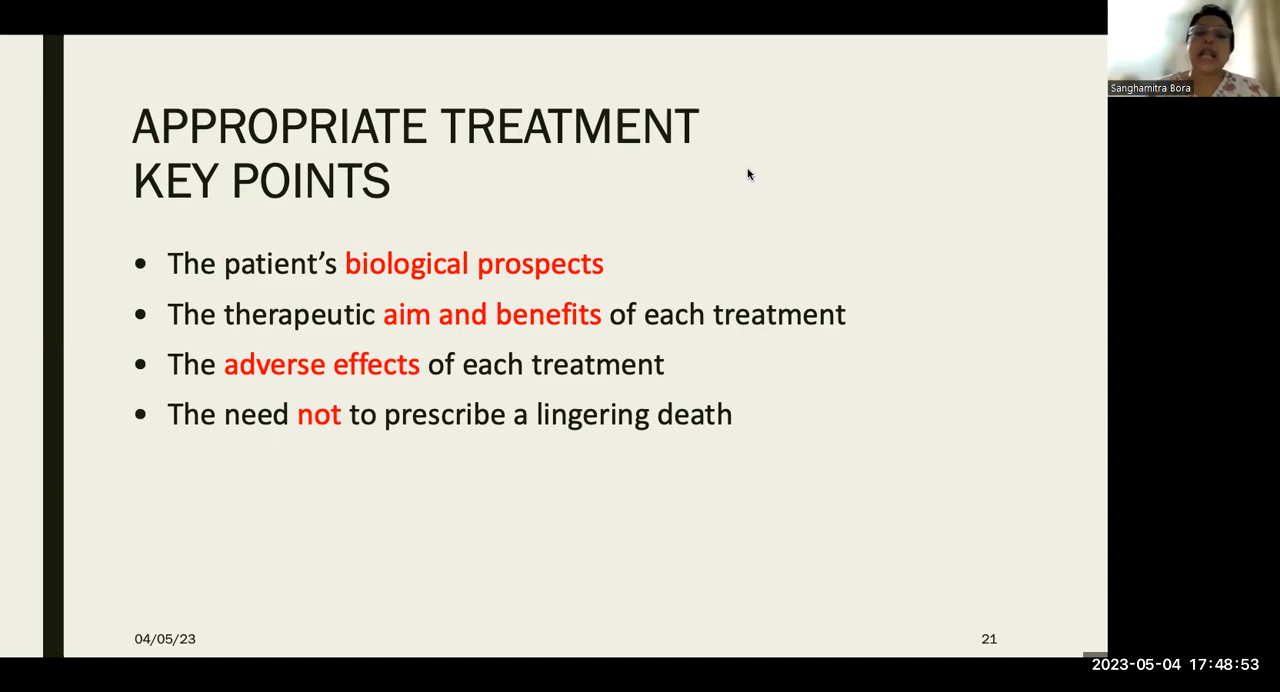 APPROPRIATE TREATMENT
KEY POINTS
• The patient’s biological prospects
• The therapeutic aim and benefits of each treatment
• The adverse effects of each treatment
• The need not to prescribe a lingering death
04/05/23
21
Sanghamitra Bora
2023-05-04 17:48:53